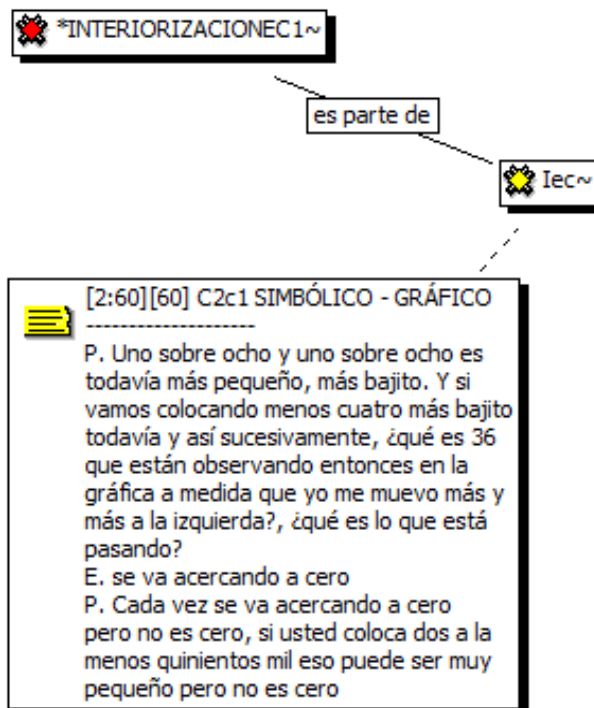 *INTERIORIZACIONEC1~
es parte de
Iec~
[2:60][60] C2c1 SIMBÓLICO - GRÁFICO
--------------------
P. Uno sobre ocho y uno sobre ocho es
todavía más pequeño, más bajito. Y si
vamos colocando menos cuatro más bajito
todavía y así sucesivamente, ¿qué es 36
que están observando entonces en la
gráfica a medida que yo me muevo más y
más a la izquierda?, ¿qué es lo que está
pasando?
E. se va acercando a cero
P. Cada vez se va acercando a cero
pero no es cero, si usted coloca dos a la
menos quinientos mil eso puede ser muy
pequeño pero no es cero